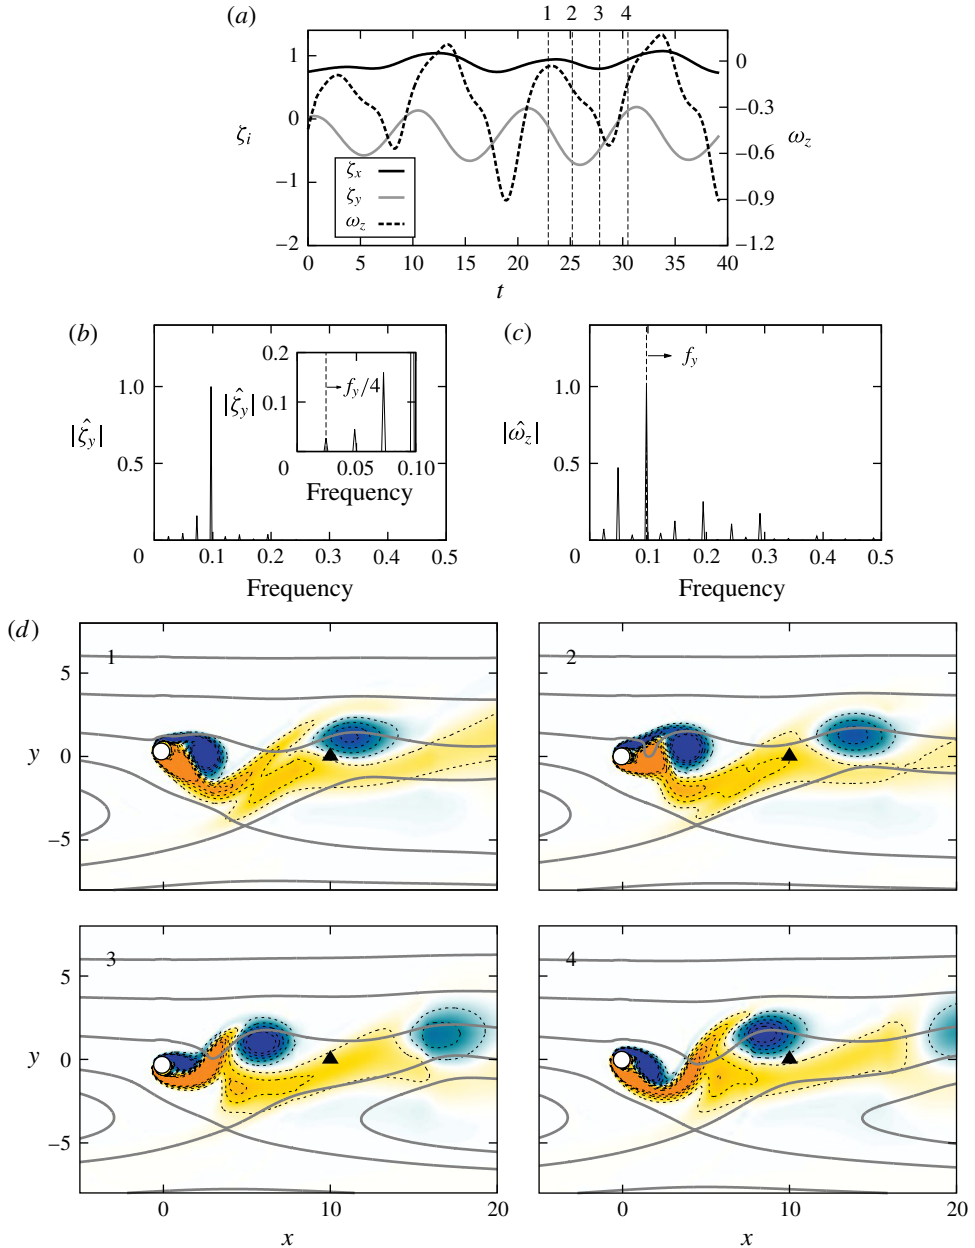 (a)
1 2 3 4
1
0
−1
−2
ζi
0
−0.3
−0.6
−0.9
−1.2
ωz
ζx
ζy
ωz
0 5 10 15 20 25 30 35 40
t
(b)
1.0
0.5
0
|ζ̂y|
0.1 0.2 0.3 0.4 0.5
Frequency
0.2
0.1
0
|ζ̂y|
fy/4
0.05 0.10
Frequency
(c)
1.0
0.5
0
|ω̂z|
fy
0.1 0.2 0.3 0.4 0.5
Frequency
(d)
1
5
0
−5
y
2
3
5
0
−5
y
0 10 20
x
4
0 10 20
x